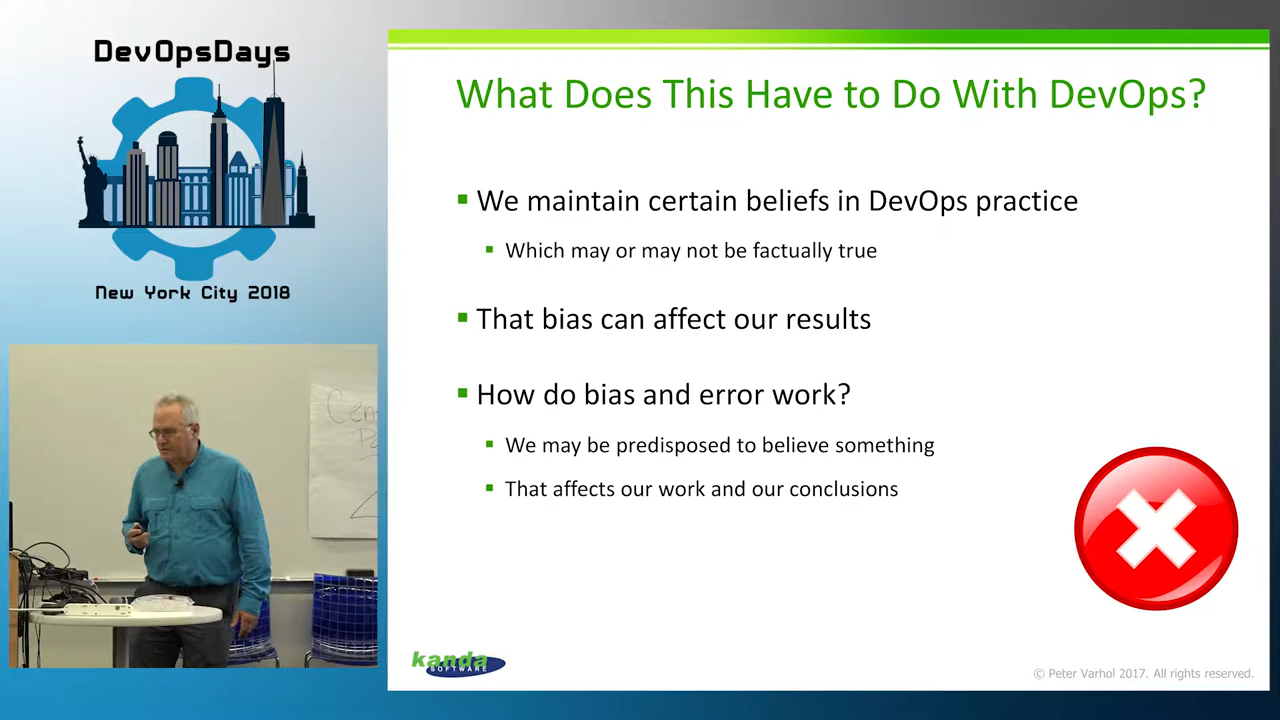 DevOpsDays
New York City 2018
What Does This Have to Do With DevOps?
We maintain certain beliefs in DevOps practice
Which may or may not be factually true
That bias can affect our results
How do bias and error work?
We may be predisposed to believe something
That affects our work and our conclusions
kanda
SOFTWARE
© Peter Varhol 2017. All rights reserved.